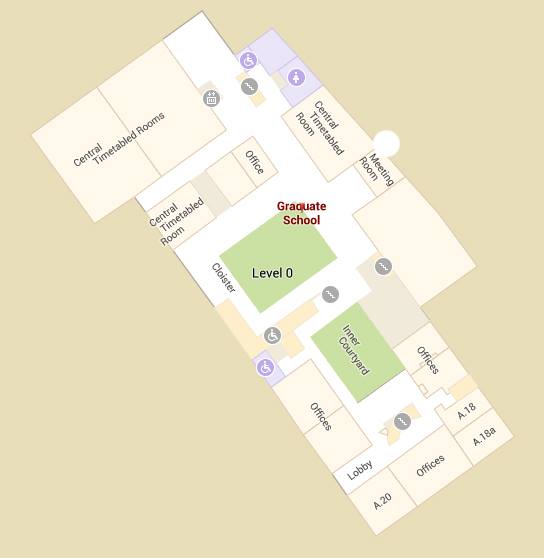 Central
Timetabled Rooms
Central
Timetabled
Room
Office
Meeting
Room
Central
Timetabled
Room
Graquate
School
Cloister
Level 0
Inner
Courtyard
Offices
Offices
A.18
A.18a
Lobby
Offices
A.20